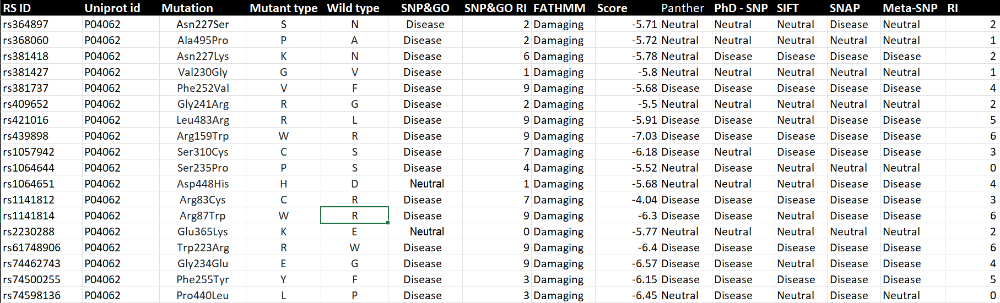 RS ID Uniprot id Mutation Mutant type Wild type SNP&GO SNP&GO RI FATHMM Score Panther PhD - SNP SIFT SNAP Meta-SNP RI
rs364897 P04062 Asn227Ser S N Disease 2 Damaging -5.71 Neutral Neutral Neutral Disease Neutral 2
rs368060 P04062 Ala495Pro P A Disease 2 Damaging -5.72 Neutral Neutral Neutral Neutral Neutral 1
rs381418 P04062 Asn227Lys K N Disease 6 Damaging -5.78 Neutral Disease Disease Disease Disease 2
rs381427 P04062 Val230Gly G V Disease 1 Damaging -5.8 Neutral Neutral Neutral Neutral Neutral 1
rs381737 P04062 Phe252Val V F Disease 9 Damaging -5.68 Disease Disease Disease Disease Disease 4
rs409652 P04062 Gly241Arg R G Disease 2 Damaging -5.5 Neutral Neutral Neutral Neutral Neutral 2
rs421016 P04062 Leu483Arg R L Disease 9 Damaging -5.91 Disease Disease Neutral Disease Disease 5
rs439898 P04062 Arg159Trp W R Disease 9 Damaging -7.03 Disease Disease Disease Disease Disease 6
rs1057942 P04062 Ser310Cys C S Disease 7 Damaging -6.18 Disease Neutral Disease Disease Disease 3
rs1064644 P04062 Ser235Pro P S Disease 4 Damaging -5.52 Neutral Disease Neutral Neutral Neutral 0
rs1064651 P04062 Asp448His H D Neutral 1 Damaging -5.68 Neutral Neutral Neutral Disease Disease 4
rs1141812 P04062 Arg83Cys C R Disease 7 Damaging -4.04 Disease Disease Disease Disease Disease 3
rs1141814 P04062 Arg87Trp W R Disease 9 Damaging -6.3 Disease Disease Neutral Disease Disease 6
rs2230288 P04062 Glu365Lys K E Neutral 0 Damaging -5.77 Neutral Neutral Neutral Neutral Neutral 2
rs61748906 P04062 Trp223Arg R W Disease 9 Damaging -6.4 Disease Disease Disease Disease Disease 6
rs74462743 P04062 Gly234Glu E G Disease 9 Damaging -6.57 Disease Disease Neutral Disease Disease 4
rs74500255 P04062 Phe255Tyr Y F Disease 3 Damaging -6.15 Disease Disease Disease Disease Disease 5
rs74598136 P04062 Pro440Leu L P Disease 3 Damaging -6.45 Neutral Disease Neutral Disease Neutral 0